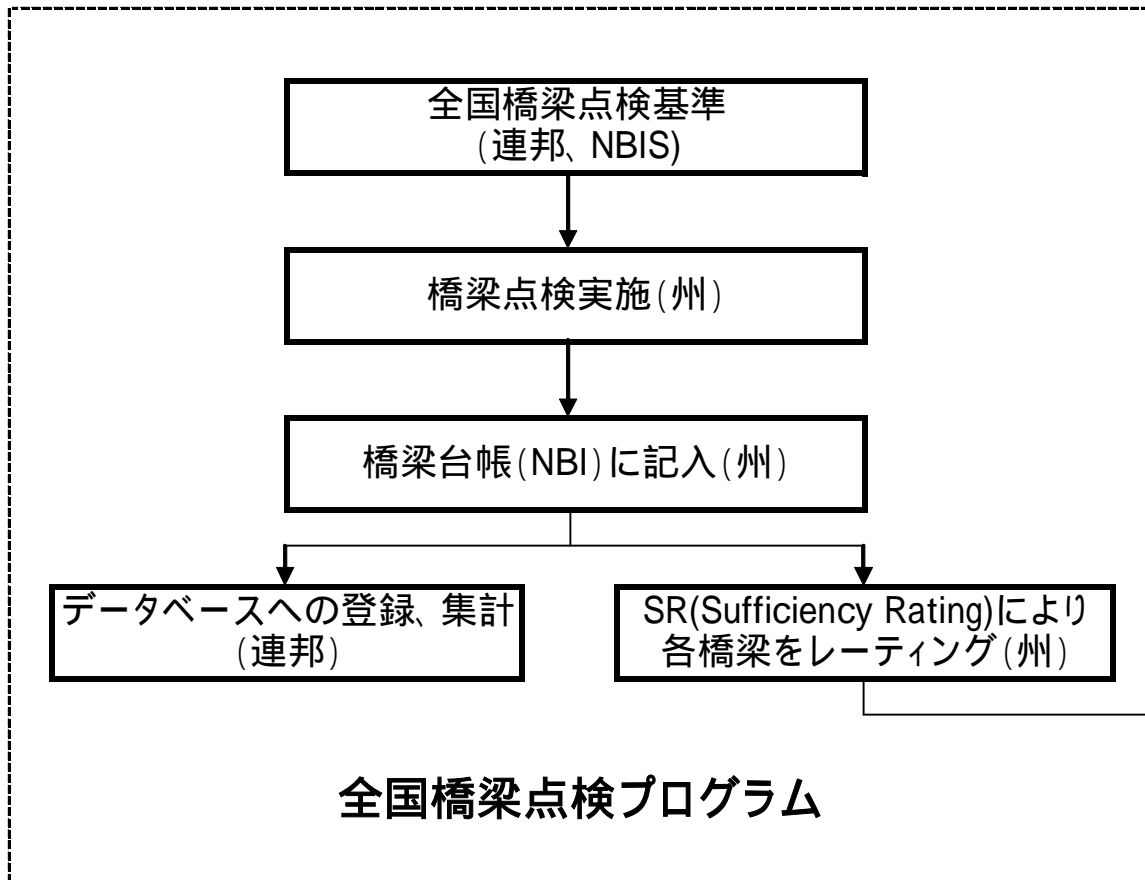 全国橋梁点検基準
(連邦、NBIS)
橋梁点検実施(州)
橋梁台帳(NBI)に記入(州)
データベースへの登録、集計
(連邦)
SR(Sufficiency Rating)により
各橋梁をレーティング(州)
全国橋梁点検プログラム